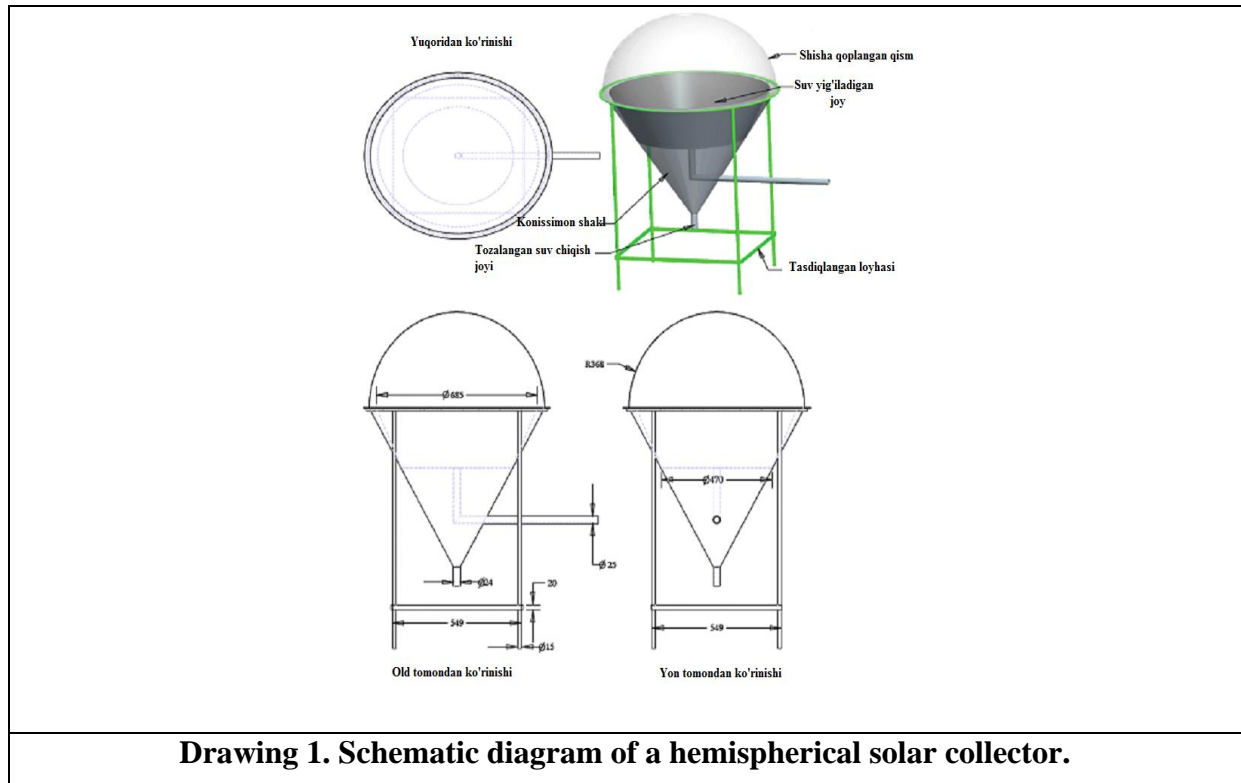 Yuqoridan ko'rinishi
Shisha qoplangan qism
Suv yig'iladigan
joy
Konissimon shakl
Tozalangan suv chiqish
joyi
Tasdiqlangan loyhasi
Ø685
R368
Ø470
Ø24
Ø25
20
549
Ø15
549
Old tomondan ko'rinishi
Yon tomondan ko'rinishi
Drawing 1. Schematic diagram of a hemispherical solar collector.